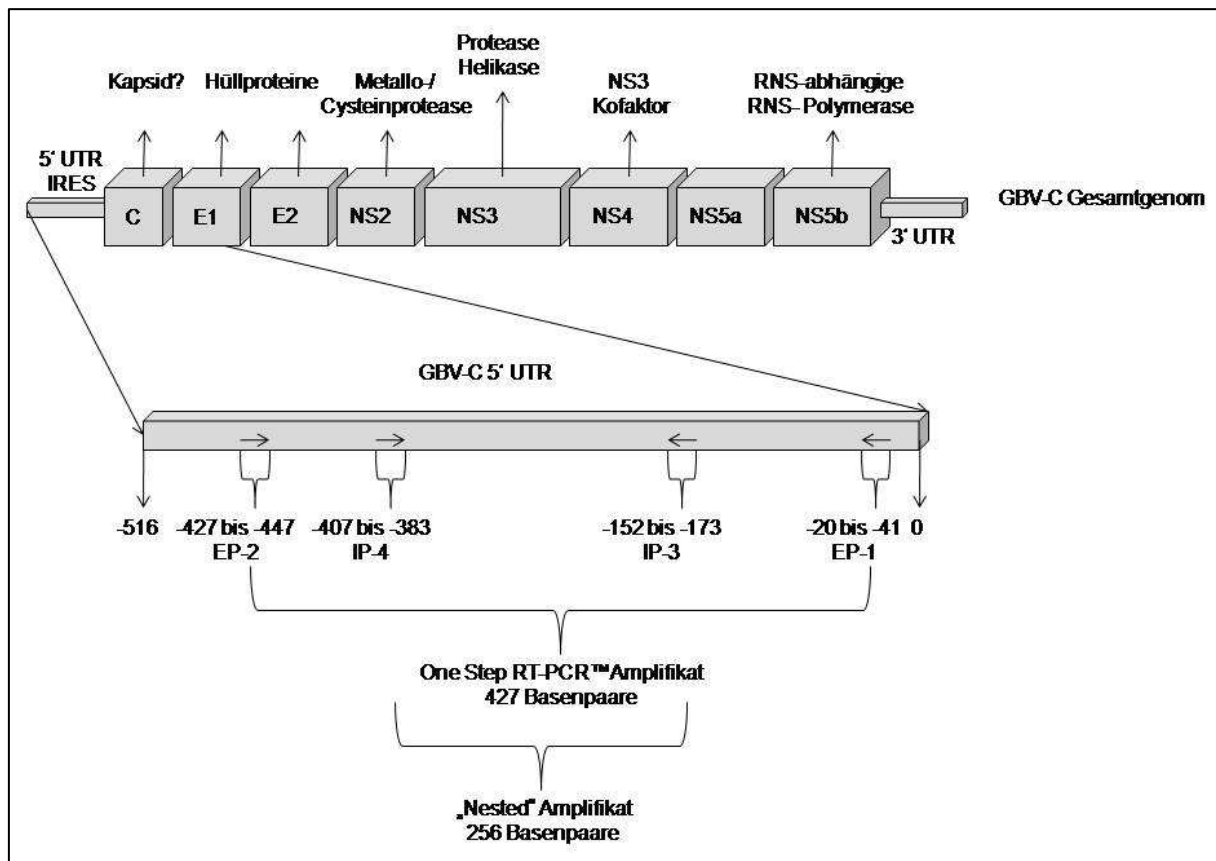 Protease
Helikase
Kapsid?
Hüllproteine
Metallo-/
Cysteinprotease
NS3
Kofaktor
RNS-abhängige
RNS-Polymerase
5' UTR
IRES
C
E1
E2
NS2
NS3
NS4
NS5a
NS5b
GBV-C Gesamtgenom
3' UTR
GBV-C 5' UTR
-516
-427 bis -447
EP-2
-407 bis -383
IP-4
-152 bis -173
IP-3
-20 bis -41
EP-1
0
One Step RT-PCR™ Amplifikat
427 Basenpaare
„Nested" Amplifikat
256 Basenpaare